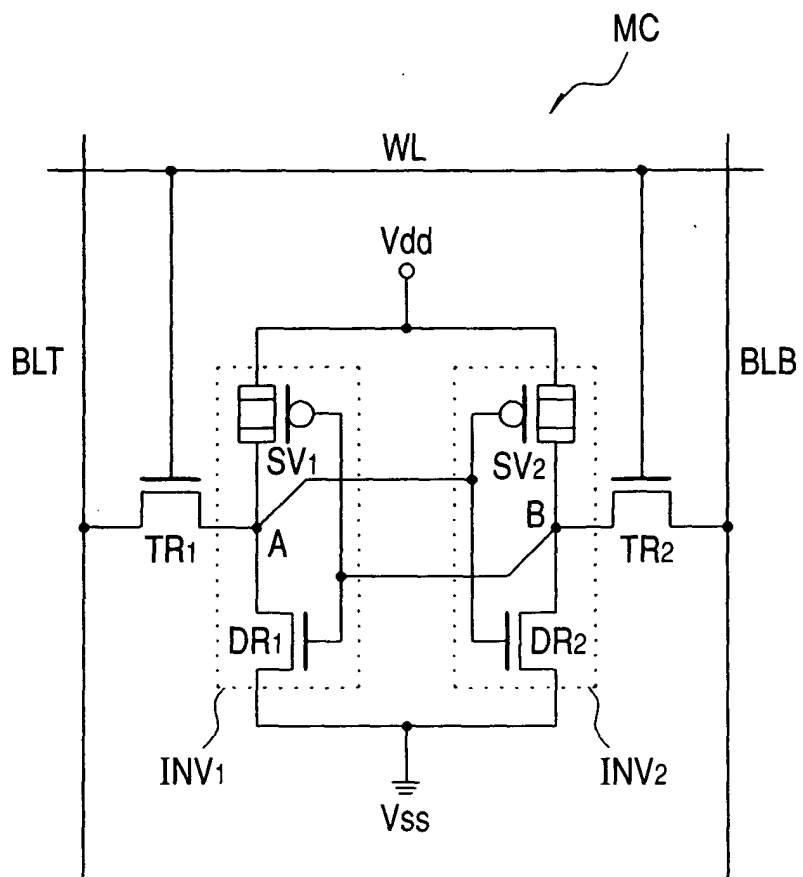 MC
WL
Vdd
BLT
BLB
SV1
SV2
A
B
TR1
TR2
DR1
DR2
INV1
INV2
Vss